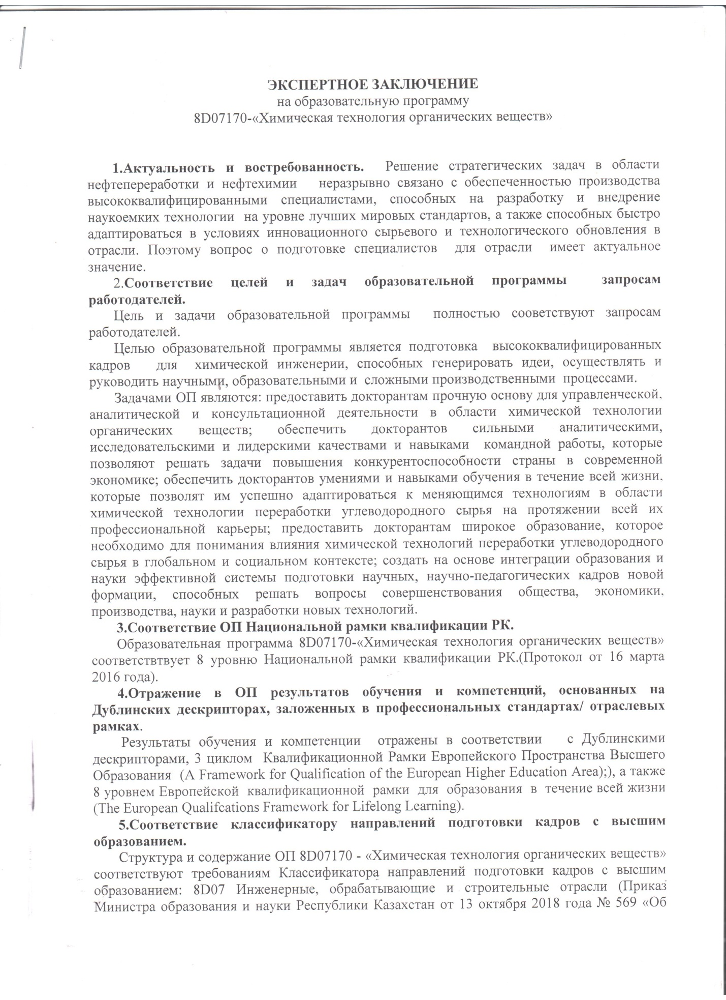 ЭКСПЕРТНОЕ ЗАКЛЮЧЕНИЕ
на образовательную программу
8D07170-«Химическая технология органических веществ»
1.Актуальность и востребованность. Решение стратегических задач в области
нефтепереработки и нефтехимии неразрывно связано с обеспеченностью производства
высококвалифицированными специалистами, способных на разработку и внедрение
наукоемких технологии на уровне лучших мировых стандартов, а также способных быстро
адаптироваться в условиях инновационного сырьевого и технологического обновления в
отрасли. Поэтому вопрос о подготовке специалистов для отрасли имеет актуальное
значение.
2.Соответствие целей и задач образовательной программы запросам
работодателей.
Цель и задачи образовательной программы полностью сооветствуют запросам
работодателей.
Целью образовательной программы является подготовка высококвалифицированных
кадров для химической инженерии, способных генерировать идеи, осуществлять и
руководить научными, образовательными и сложными производственными процессами.
Задачами ОП являются: предоставить докторантам прочную основу для управленческой,
аналитической и консультационной деятельности в области химической технологии
органических веществ; обеспечить докторантов сильными аналитическими,
исследовательскими и лидерскими качествами и навыками командной работы, которые
позволяют решать задачи повышения конкурентоспособности страны в современной
экономике; обеспечить докторантов умениями и навыками обучения в течение всей жизни,
которые позволят им успешно адаптироваться к меняющимся технологиям в области
химической технологии переработки углеводородного сырья на протяжении всей их
профессиональной карьеры; предоставить докторантам широкое образование, которое
необходимо для понимания влияния химической технологий переработки углеводородного
сырья в глобальном и социальном контексте; создать на основе интеграции образования и
науки эффективной системы подготовки научных, научно-педагогических кадров новой
формации, способных решать вопросы совершенствования общества, экономики,
производства, науки и разработки новых технологий.
3.Соответствие ОП Национальной рамки квалификации РК.
Образовательная программа 8D07170-«Химическая технология органических веществ»
соответствтвует 8 уровню Национальной рамки квалификации РК.(Протокол от 16 марта
2016 года).
4.Отражение в ОП результатов обучения и компетенций, основанных на
Дублинских дескрипторах, заложенных в профессиональных стандартах/ отраслевых
рамках.
Результаты обучения и компетенции отражены в соответствии с Дублинскими
дескрипторами, 3 циклом Квалификационной Рамки Европейского Пространства Высшего
Образования (A Framework for Qualification of the European Higher Education Area);), а также
8 уровнем Европейской квалификационной рамки для образования в течение всей жизни
(The European Qualifcations Framework for Lifelong Learning).
5.Соответствие классификатору направлений подготовки кадров с высшим
образованием.
Структура и содержание ОП 8D07170 - «Химическая технология органических веществ»
соответствуют требованиям Классификатора направлений подготовки кадров с высшим
образованием: 8D07 Инженерные, обрабатывающие и строительные отрасли (Приказ
Министра образования и науки Республики Казахстан от 13 октября 2018 года № 569 «Об